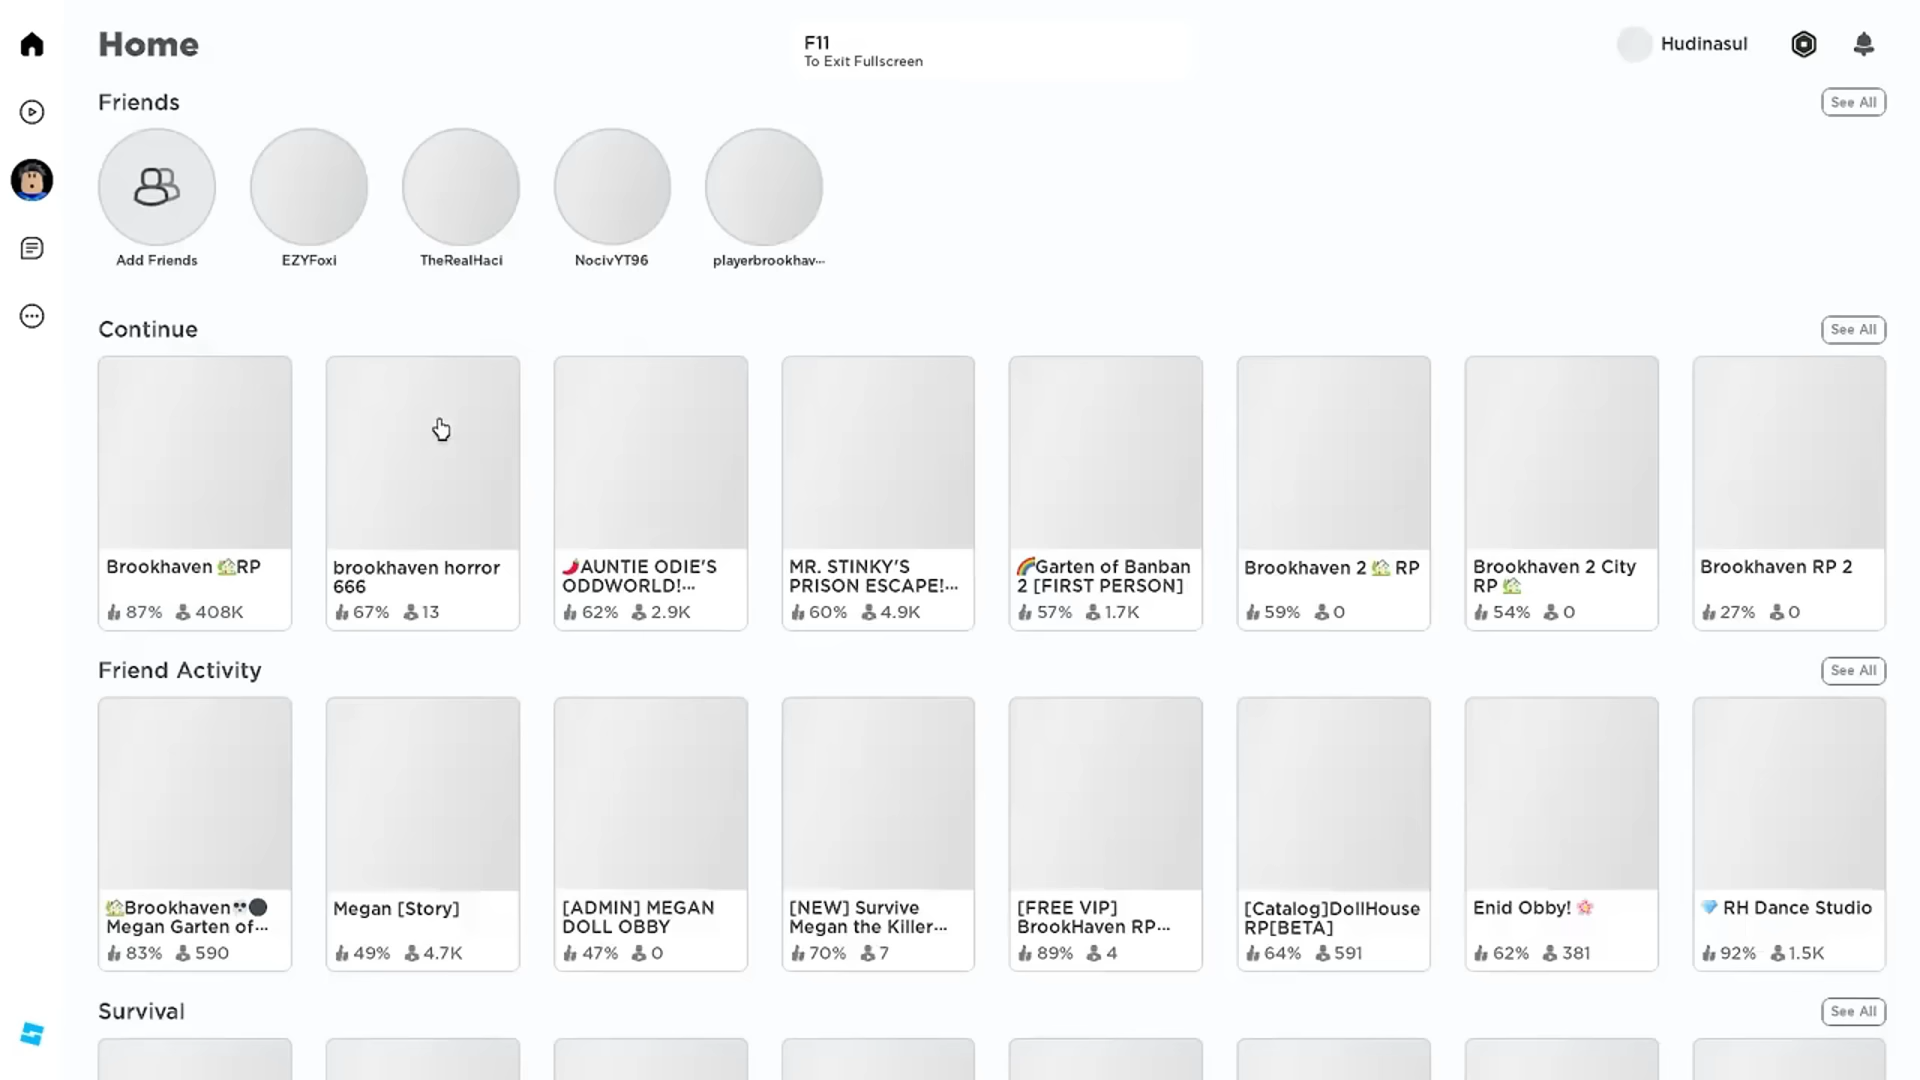 Home
F11
To Exit Fullscreen
Hudinasul
Friends
See All
Add Friends
EZYFoxi
TheRealHaci
NocivYT96
playerbrookhav...
Continue
See All
Brookhaven 🏡RP
87% 408K
brookhaven horror
666
67% 13
🌶️AUNTIE ODIE'S
ODDWORLD!...
62% 2.9K
MR. STINKY'S
PRISON ESCAPE!...
60% 4.9K
🌈Garten of Banban
2 [FIRST PERSON]
57% 1.7K
Brookhaven 2 🏡 RP
59% 0
Brookhaven 2 City
RP 🏡
54% 0
Brookhaven RP 2
27% 0
Friend Activity
See All
🏡Brookhaven💀⚫
Megan Garten of...
83% 590
Megan [Story]
49% 4.7K
[ADMIN] MEGAN
DOLL OBBY
47% 0
[NEW] Survive
Megan the Killer...
70% 7
[FREE VIP]
BrookHaven RP...
89% 4
[Catalog]DollHouse
RP[BETA]
64% 591
Enid Obby! 🌸
62% 381
💎 RH Dance Studio
92% 1.5K
Survival
See All